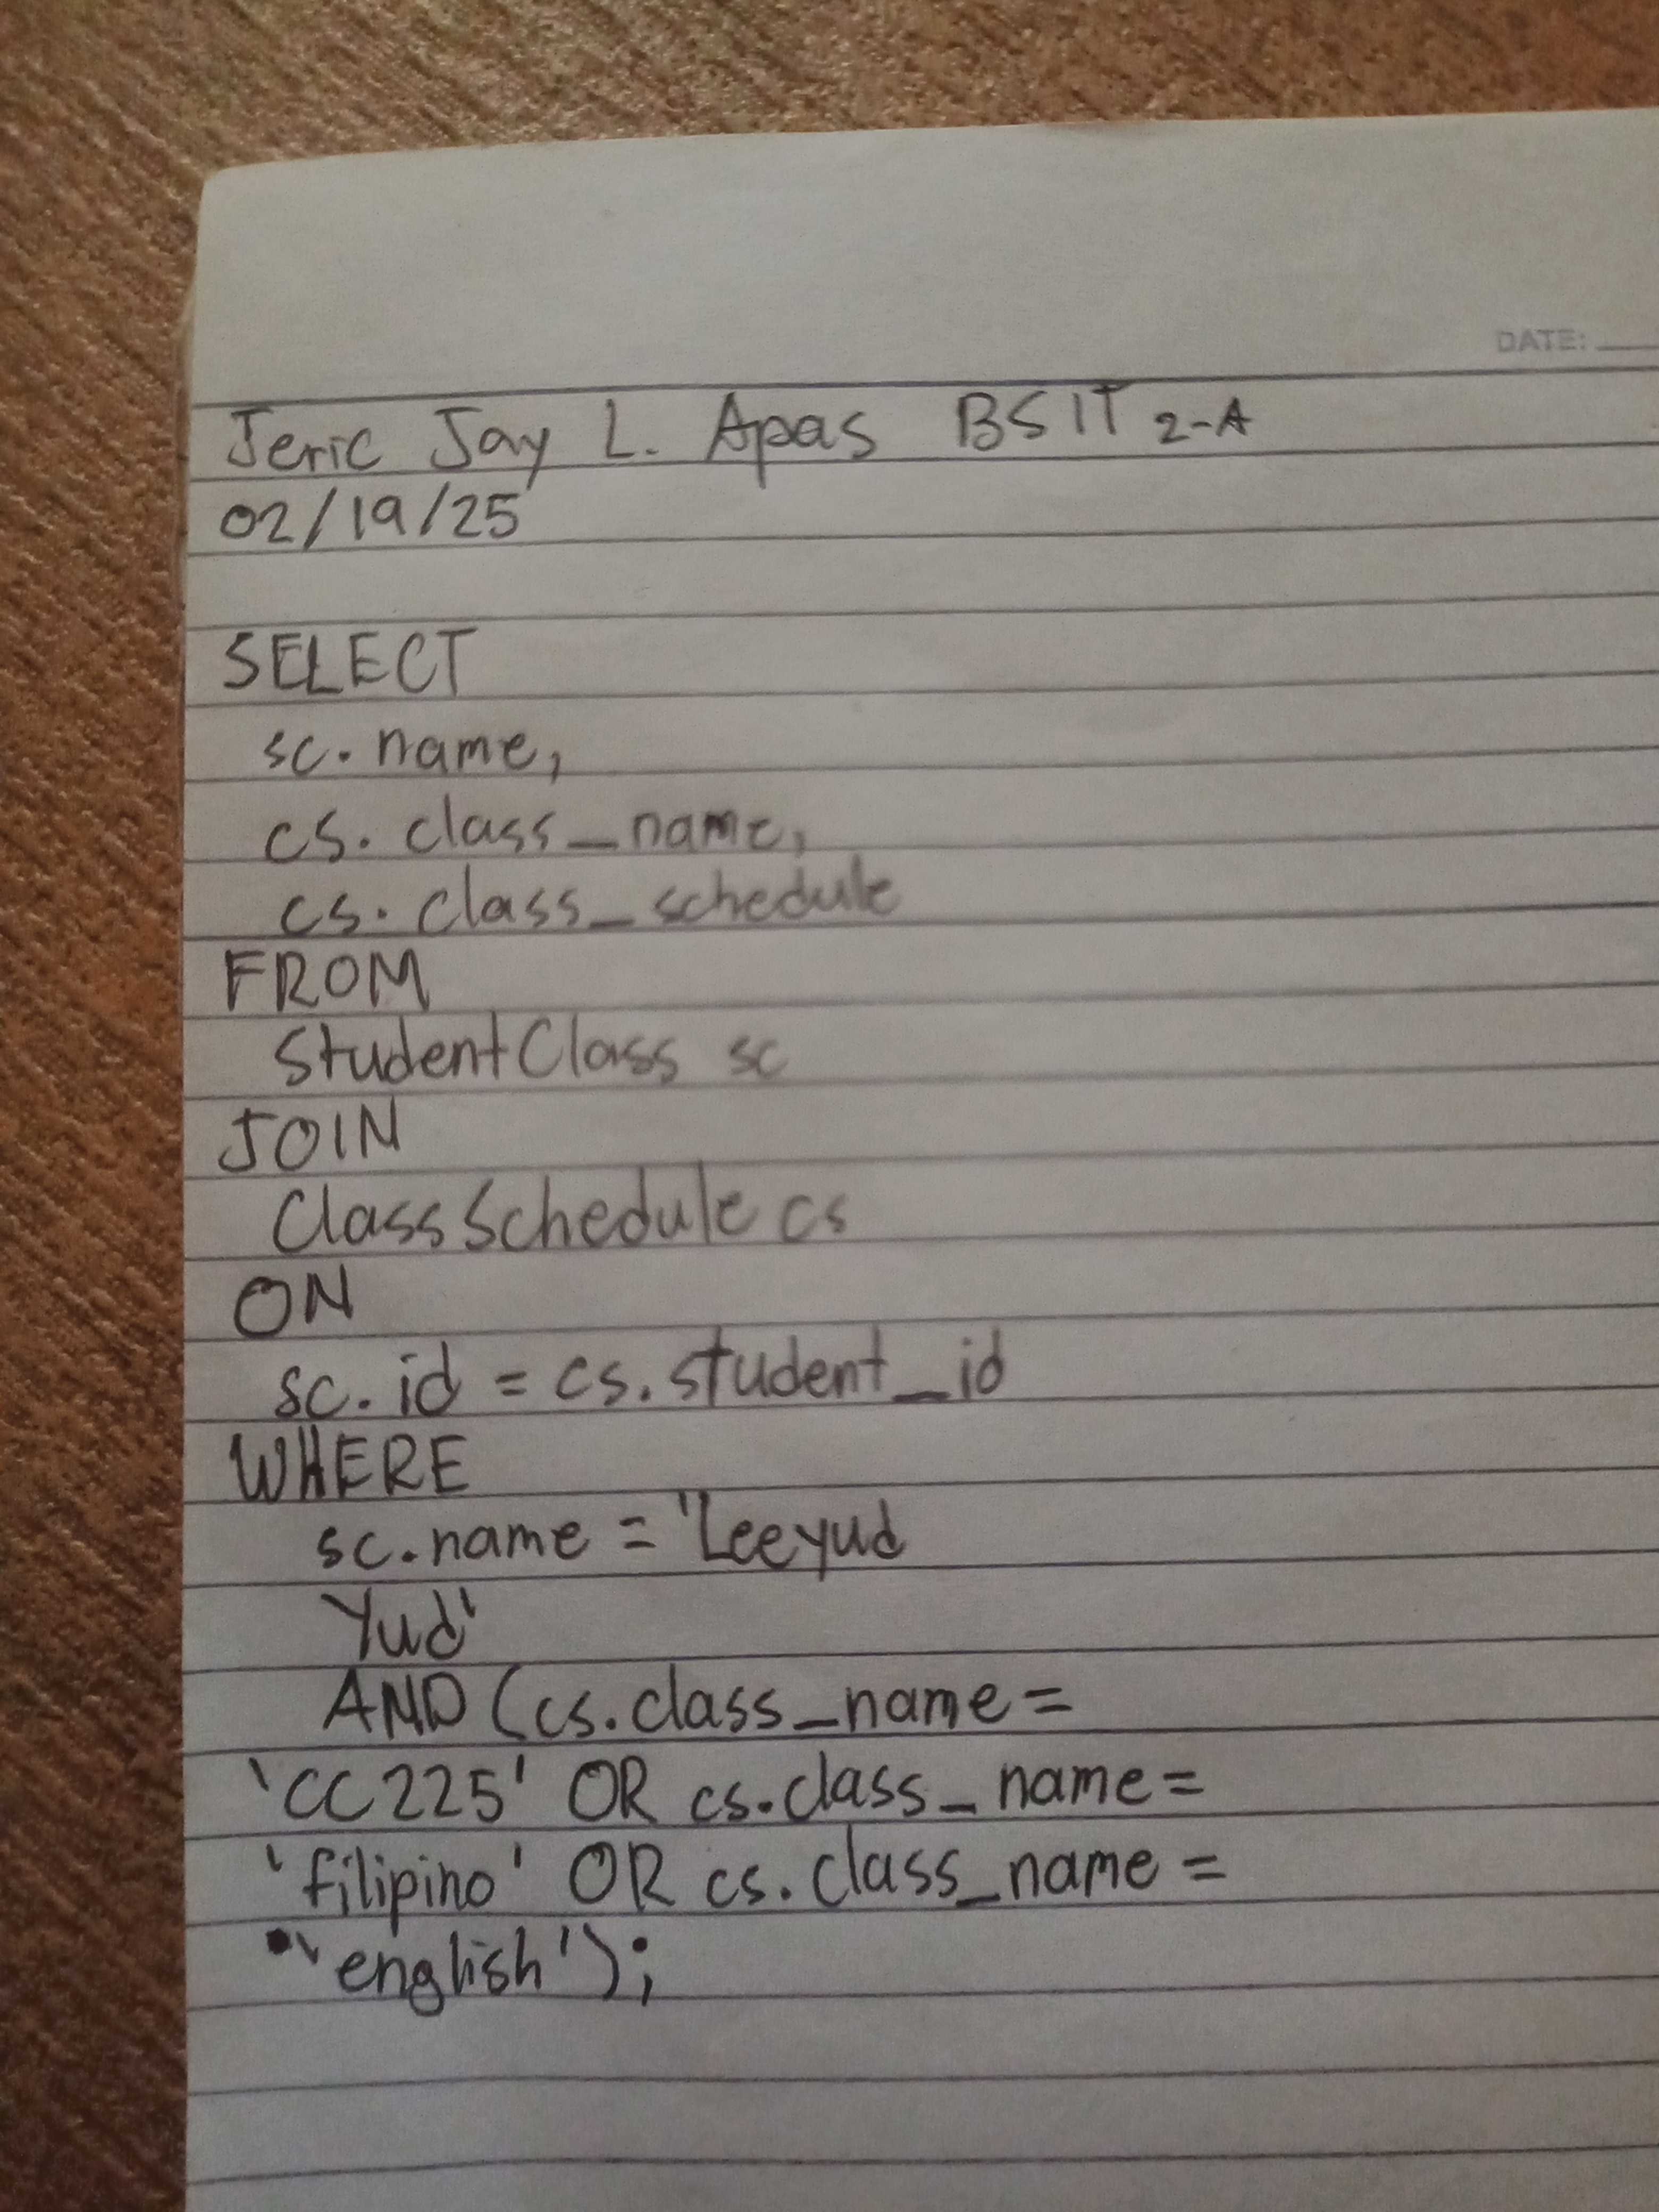 DATE:
Jeric Jay L. Apas BSIT 2-A
02/19/25
SELECT
sc.name,
cs.class_name,
cs.class_schedule
FROM
StudentClass sc
JOIN
ClassSchedule cs
ON
sc.id = cs.student_id
WHERE
sc.name = 'Leeyud
Yud'
AND (cs.class_name =
'CC225' OR cs.class_name =
'filipino' OR cs.class_name =
'english');